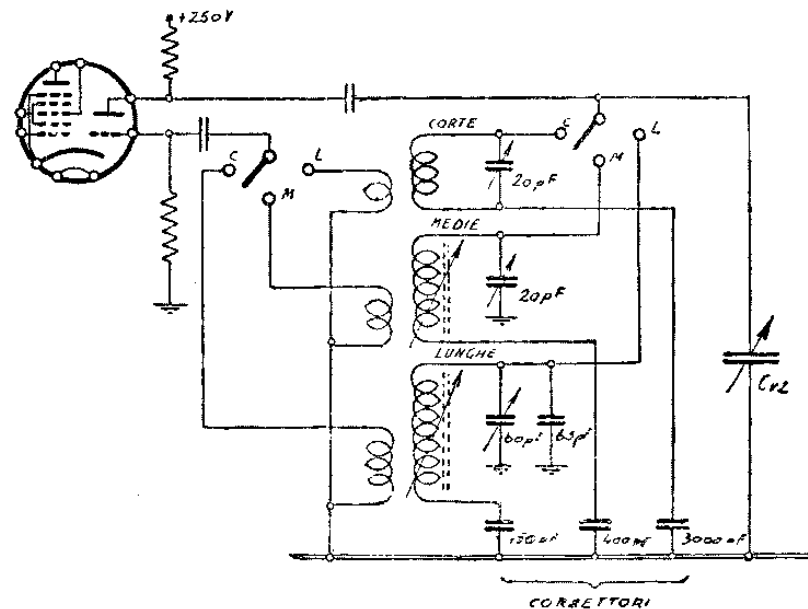 +250V
CORTE
C
L
C
L
M
M
20pF
MEDIE
20pF
LUNGHE
Cv2
60pF
65pF
150pF
400pF
3000pF
CORRETTORI